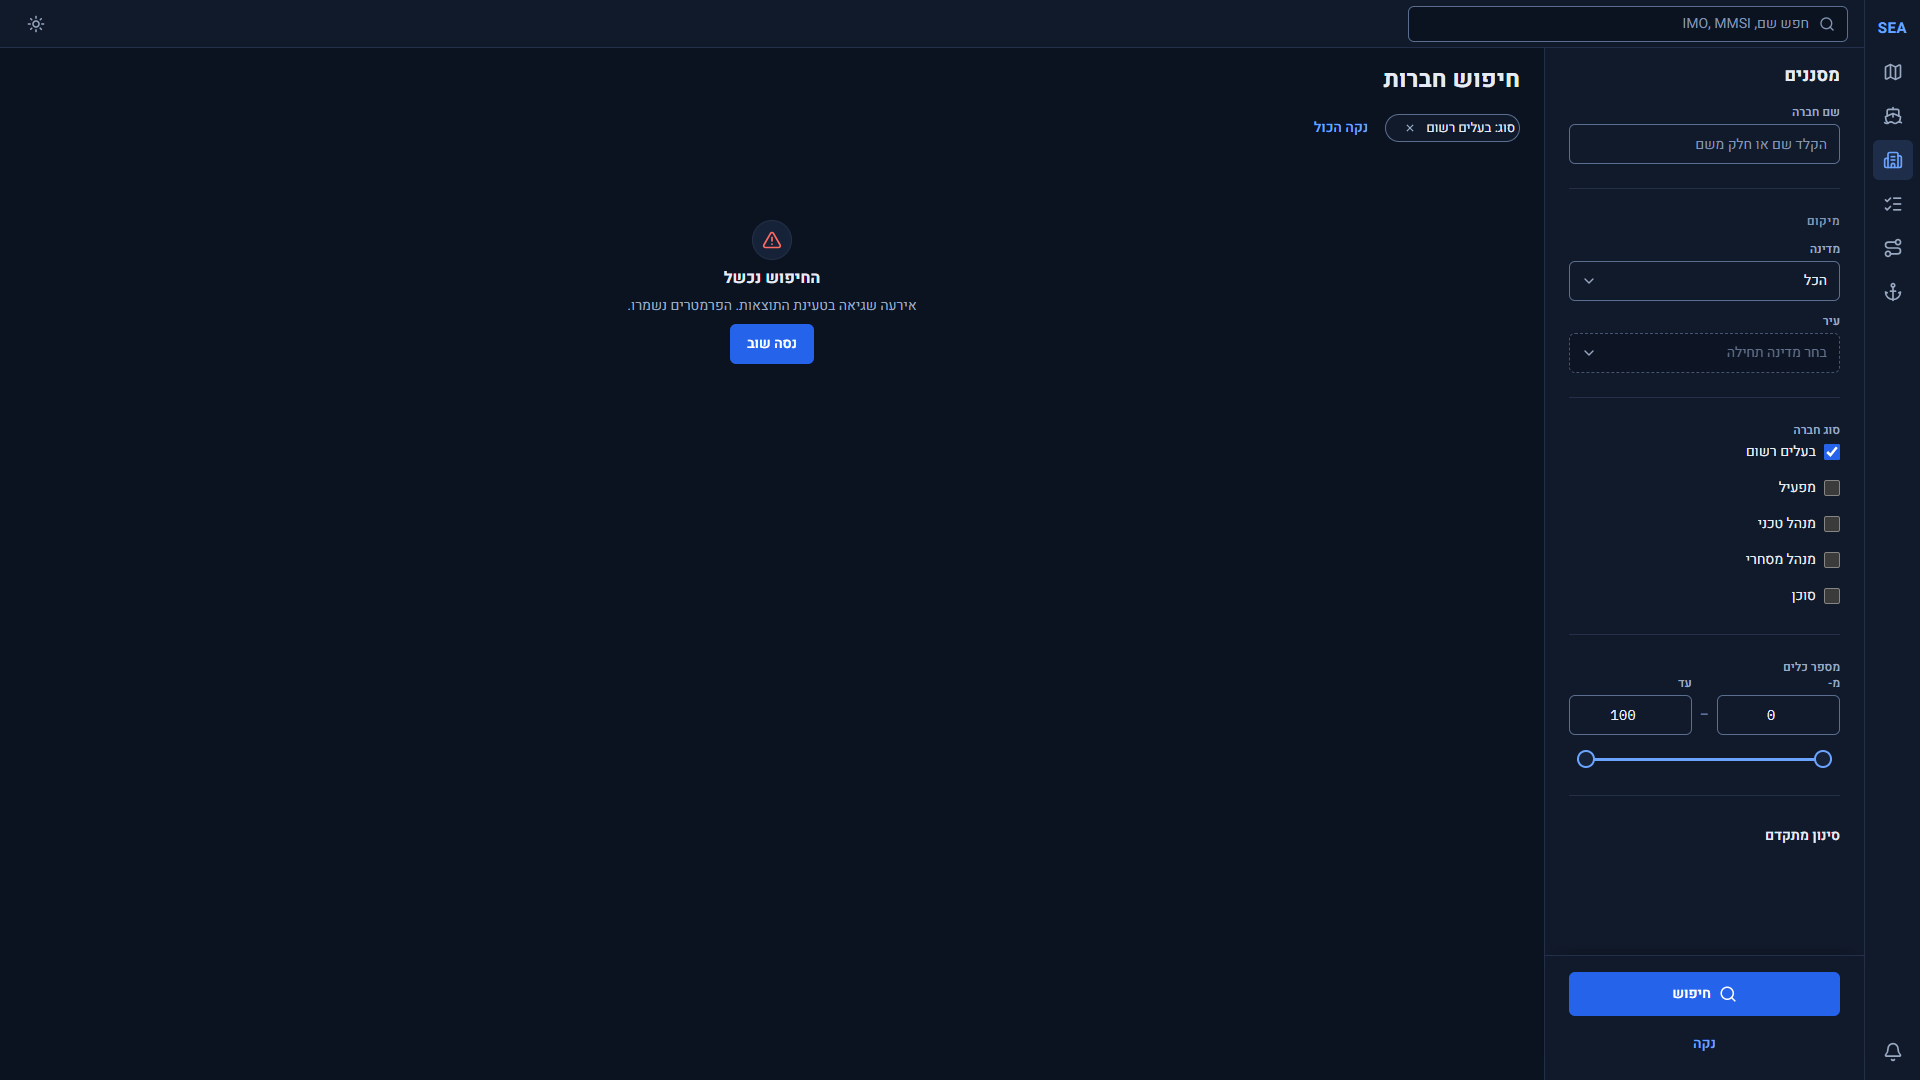 SEA
חפש שם, IMO, MMSI
מסננים
שם חברה
הקלד שם או חלק משם
מיקום
מדינה
הכל
עיר
בחר מדינה תחילה
סוג חברה
בעלים רשום
מפעיל
מנהל טכני
מנהל מסחרי
סוכן
מספר כלים
מ-
עד
0 – 100
סינון מתקדם
חיפוש
נקה
חיפוש חברות
סוג: בעלים רשום ×
נקה הכול
החיפוש נכשל
אירעה שגיאה בטעינת התוצאות. הפרמטרים נשמרו.
נסה שוב